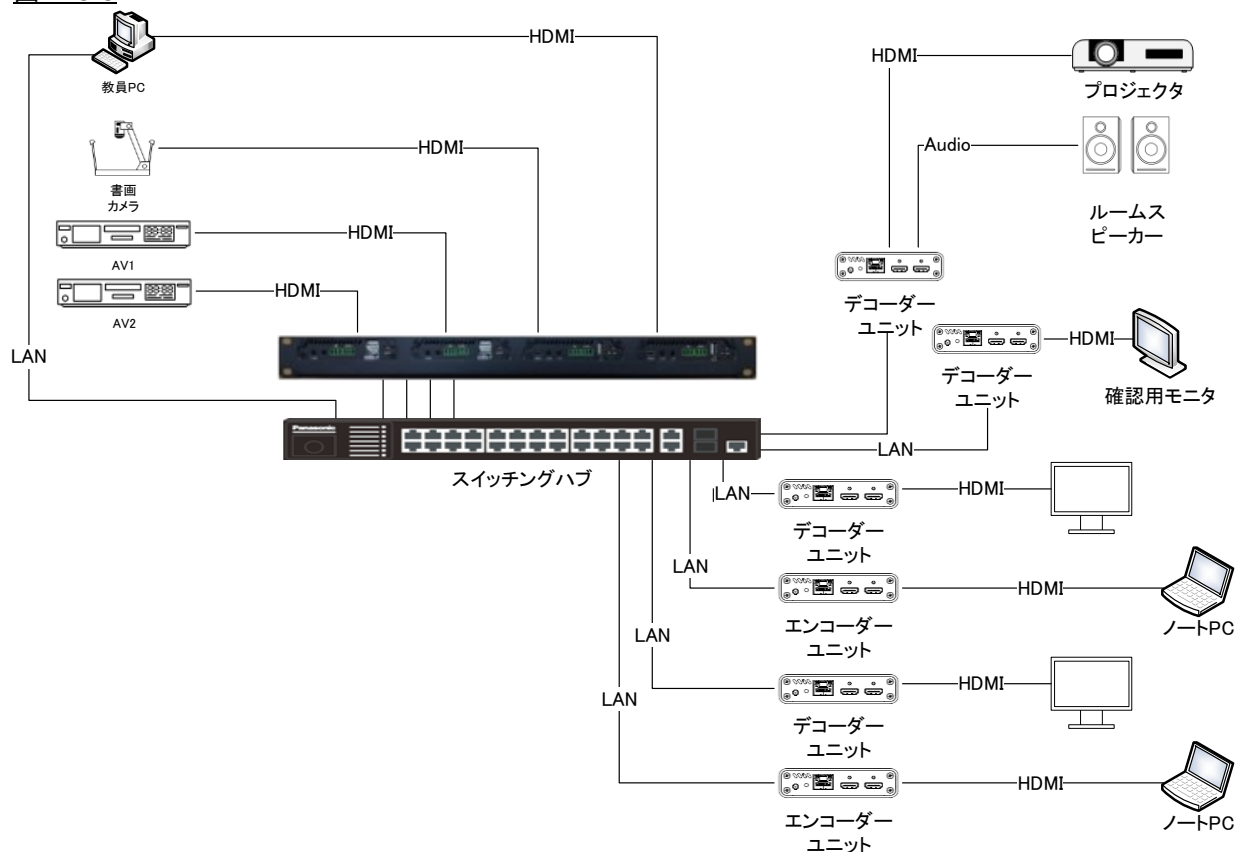 HDMI
教員PC
HDMI
プロジェクタ
HDMI
書画
カメラ
Audio
ルームス
ピーカー
HDMI
AV1
HDMI
AV2
デコーダー
ユニット
HDMI
確認用モニタ
デコーダー
ユニット
LAN
Panasonic
スイッチングハブ
LAN
LAN
HDMI
デコーダー
ユニット
LAN
HDMI
エンコーダー
ユニット
ノートPC
LAN
HDMI
デコーダー
ユニット
LAN
HDMI
エンコーダー
ユニット
ノートPC